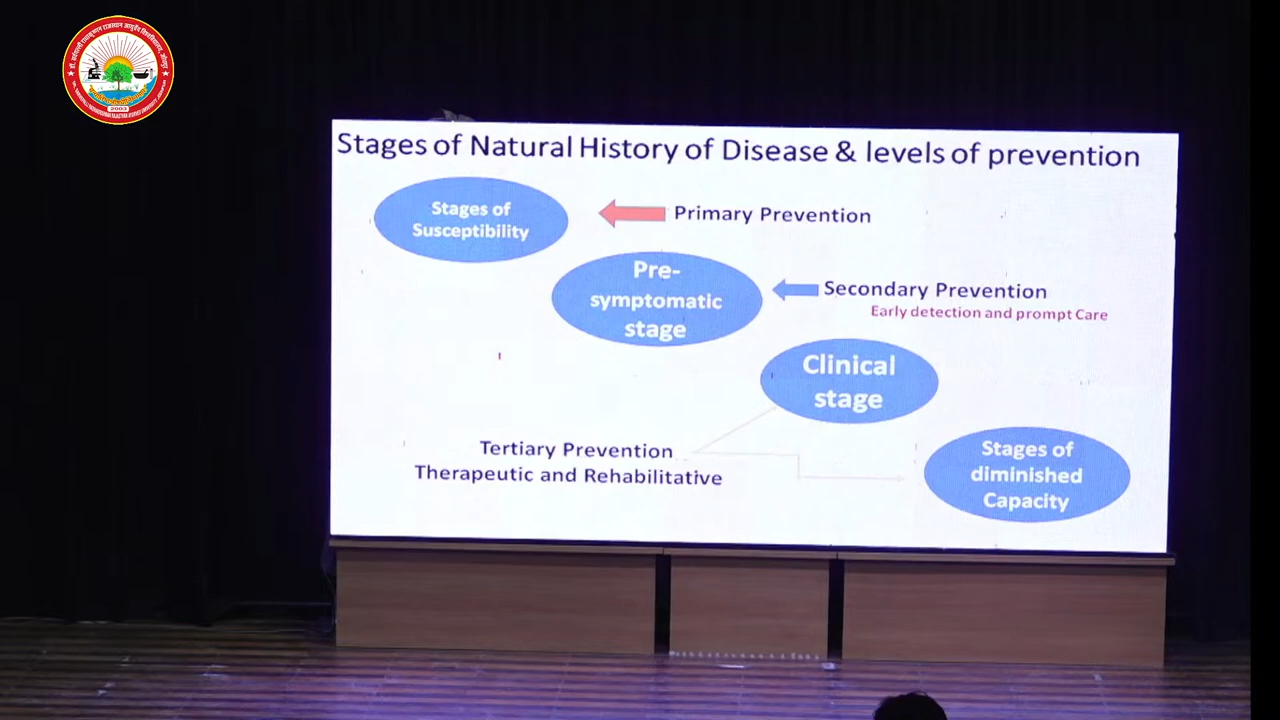 2003
Stages of Natural History of Disease & levels of prevention
Stages of
Susceptibility
Primary Prevention
Pre-
symptomatic
stage
Secondary Prevention
Early detection and prompt Care
Clinical
stage
Tertiary Prevention
Therapeutic and Rehabilitative
Stages of
diminished
Capacity